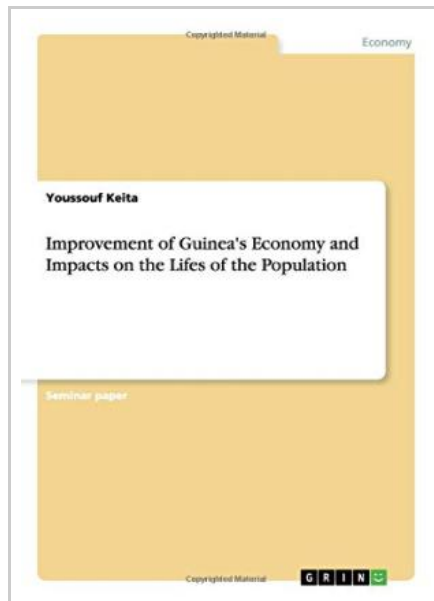 Copyrighted Material
Economy
Youssouf Keita
Improvement of Guinea's Economy and
Impacts on the Lifes of the Population
Seminar paper
Copyrighted Material
GRIN